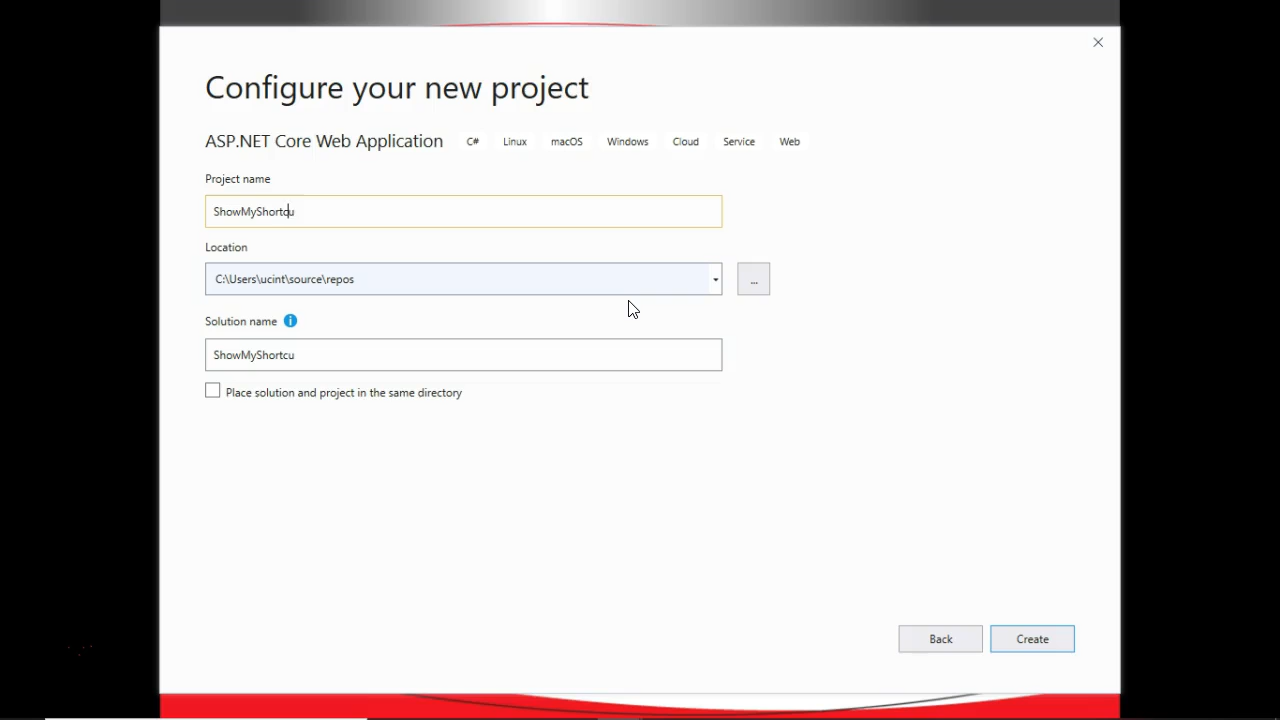 Configure your new project
ASP.NET Core Web Application C# Linux macOS Windows Cloud Service Web
Project name
ShowMyShortcu
Location
C:\Users\ucint\source\repos
...
Solution name
ShowMyShortcu
Place solution and project in the same directory
Back Create